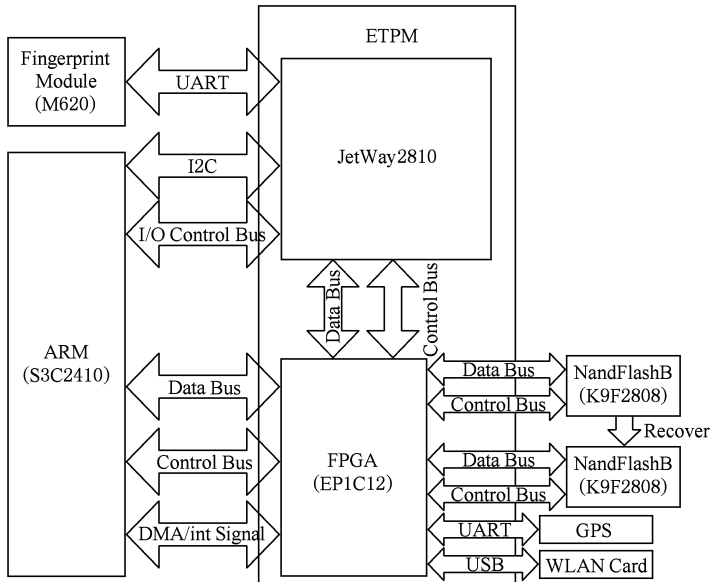 ETPM
Fingerprint
Module
(M620)
UART
JetWay2810
I2C
I/O Control Bus
Data Bus
Control Bus
ARM
(S3C2410)
Data Bus
Control Bus
DMA/int Signal
FPGA
(EP1C12)
Data Bus
Control Bus
NandFlashB
(K9F2808)
Recover
Data Bus
Control Bus
NandFlashB
(K9F2808)
UART
GPS
USB
WLAN Card